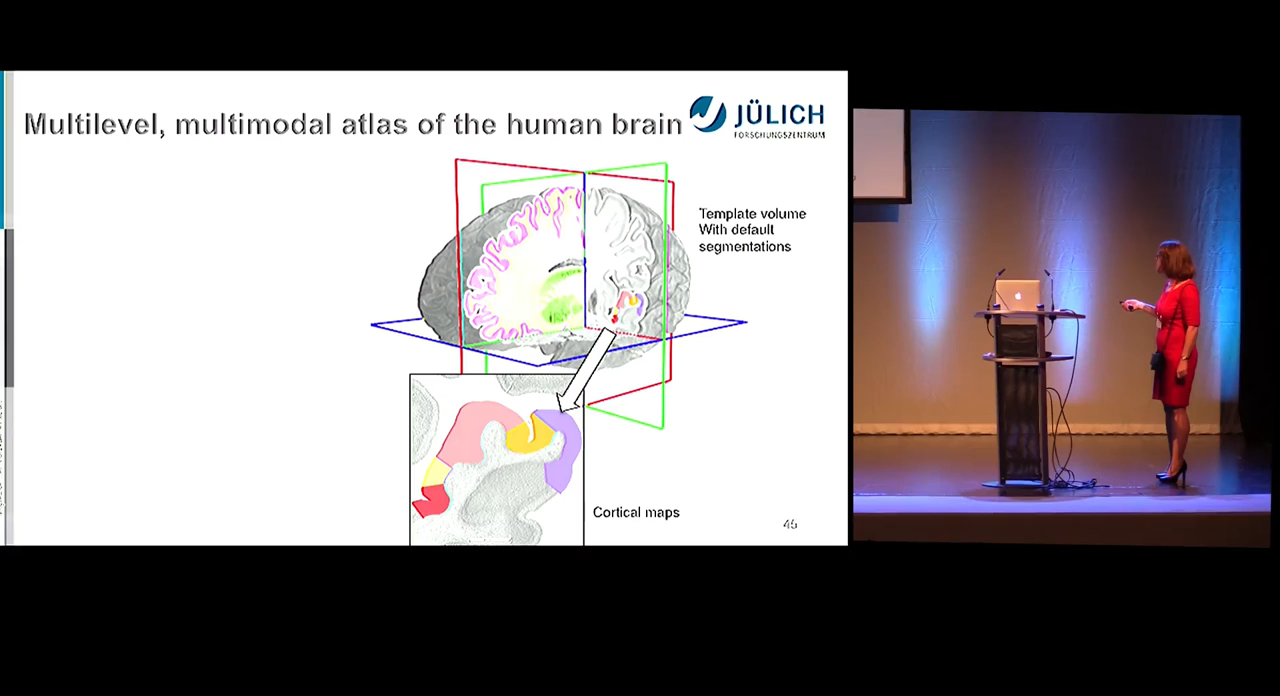 Multilevel, multimodal atlas of the human brain
JÜLICH
FORSCHUNGSZENTRUM
Template volume
With default
segmentations
Cortical maps
45